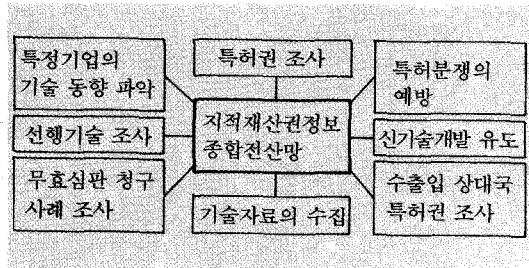 특정기업의
기술 동향 파악
특허권 조사
특허분쟁의
예방
선행기술 조사
지적재산권정보
종합전산망
신기술개발 유도
무효심판 청구
사례 조사
기술자료의 수집
수출입 상대국
특허권 조사